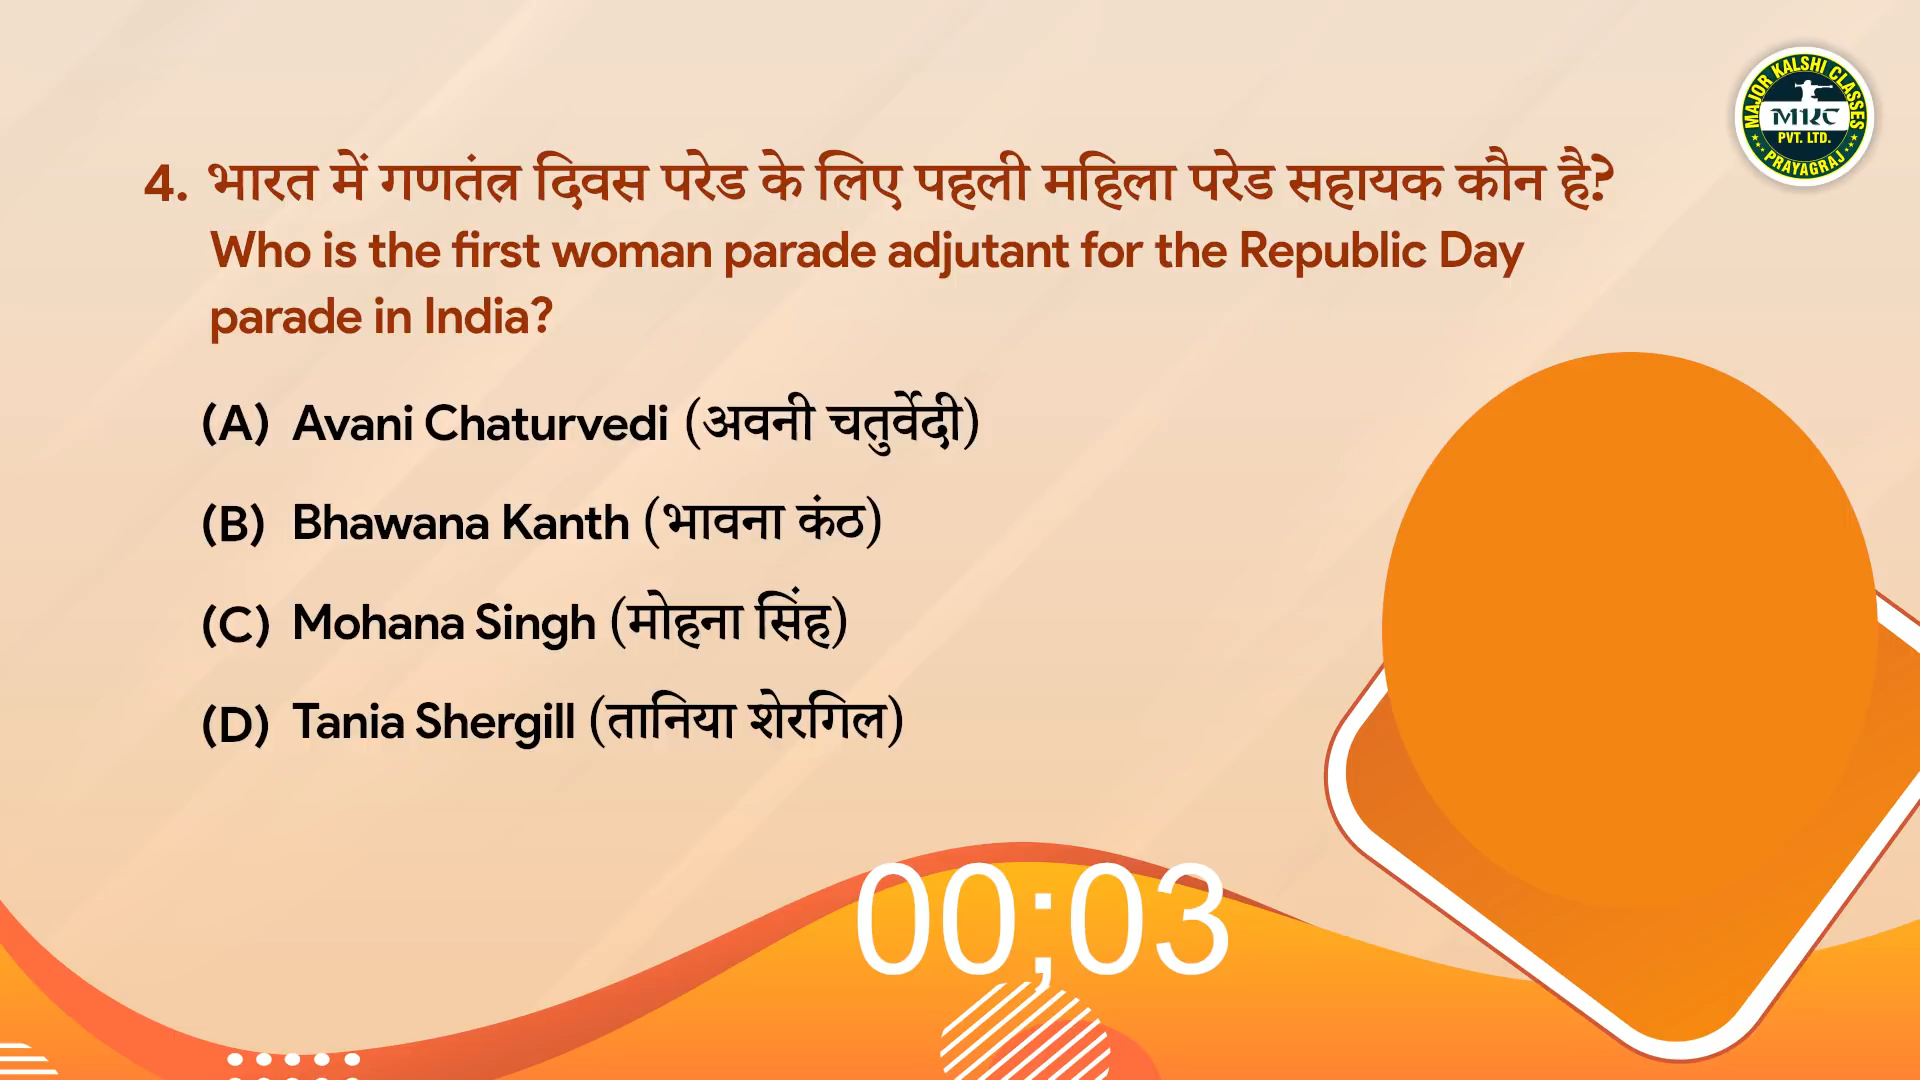 MAJOR KALSHI CLASSES
MKC
PVT. LTD.
PRAYAGRAJ
4. भारत में गणतंत्र दिवस परेड के लिए पहली महिला परेड सहायक कौन है?
Who is the first woman parade adjutant for the Republic Day
parade in India?
(A) Avani Chaturvedi (अवनी चतुर्वेदी)
(B) Bhawana Kanth (भावना कंठ)
(C) Mohana Singh (मोहना सिंह)
(D) Tania Shergill (तानिया शेरगिल)
00;03